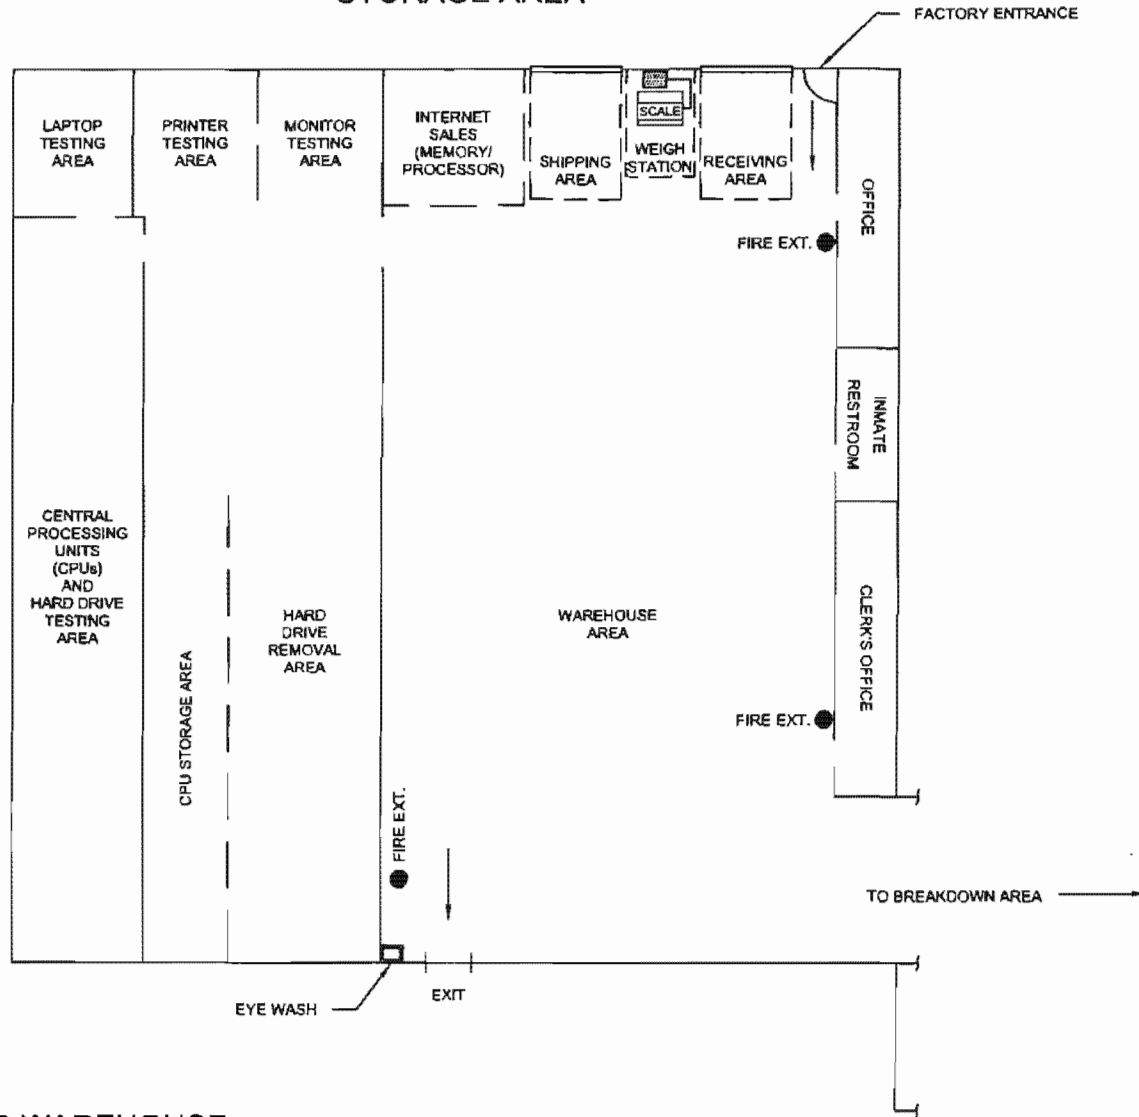 STORAGE AREA
FACTORY ENTRANCE
LAPTOP
TESTING
AREA
PRINTER
TESTING
AREA
MONITOR
TESTING
AREA
INTERNET
SALES
(MEMORY/
PROCESSOR)
SHIPPING
AREA
SCALE
WEIGH
STATION
RECEIVING
AREA
OFFICE
FIRE EXT.
INMATE
RESTROOM
CENTRAL
PROCESSING
UNITS
(CPUs)
AND
HARD DRIVE
TESTING
AREA
CPU STORAGE AREA
HARD
DRIVE
REMOVAL
AREA
WAREHOUSE
AREA
CLERK'S OFFICE
FIRE EXT.
FIRE EXT.
TO BREAKDOWN AREA
EYE WASH
EXIT
WAREHOUSE